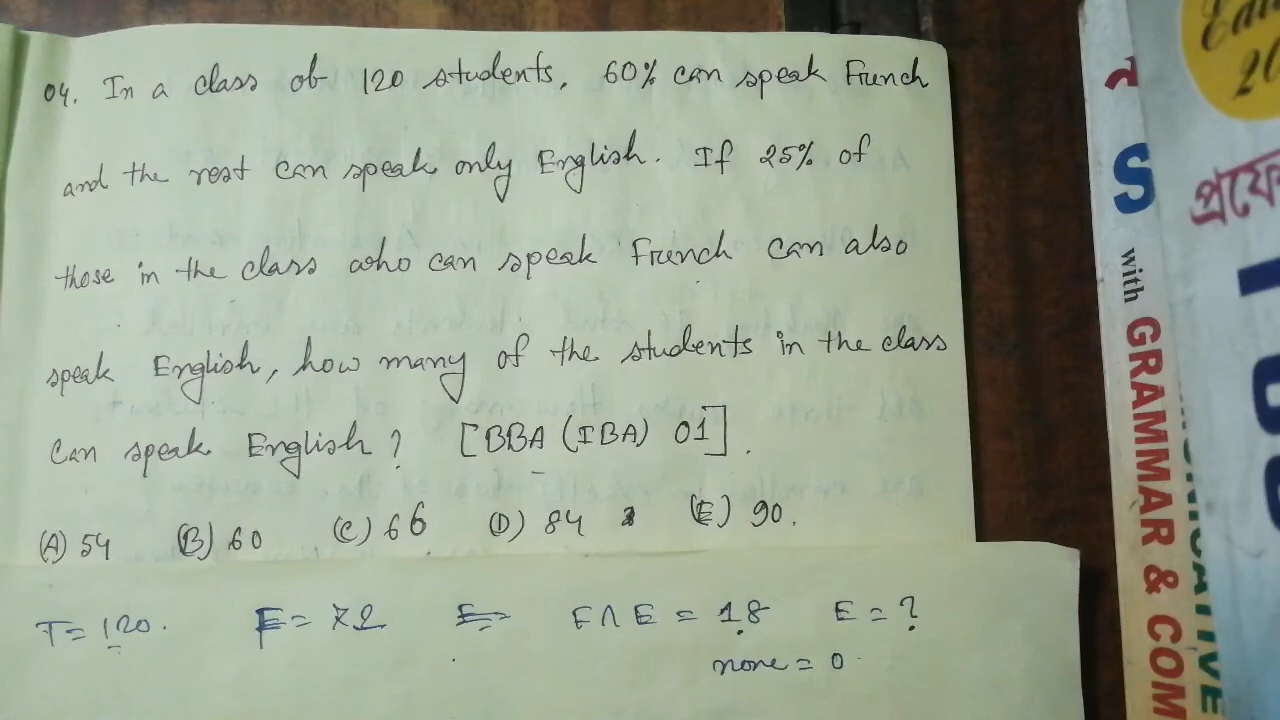 04. In a class of 120 students, 60% can speak French
and the rest can speak only English. If 25% of
those in the class who can speak French can also
speak English, how many of the students in the class
can speak English? [BBA (IBA) 01].
(A) 54 (B) 60 (C) 66 (D) 84 (E) 90.
T = 120. F = 72 F ∩ E = 18 E = ?
none = 0
S
with
GRAMMAR & COM
প্রফে